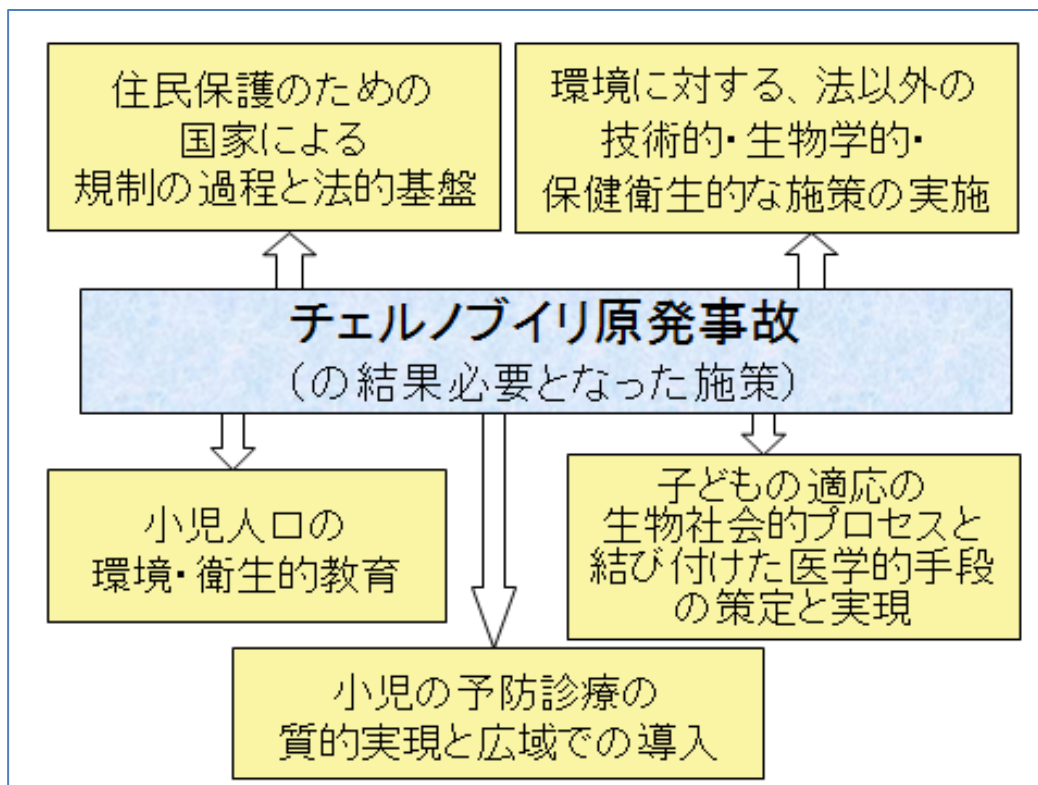 住民保護のための
国家による
規制の過程と法的基盤
環境に対する、法以外の
技術的・生物学的・
保健衛生的な施策の実施
チェルノブイリ原発事故
(の結果必要となった施策)
小児人口の
環境・衛生的教育
子どもの適応の
生物社会的プロセスと
結び付けた医学的手段
の策定と実現
小児の予防診療の
質的実現と広域での導入